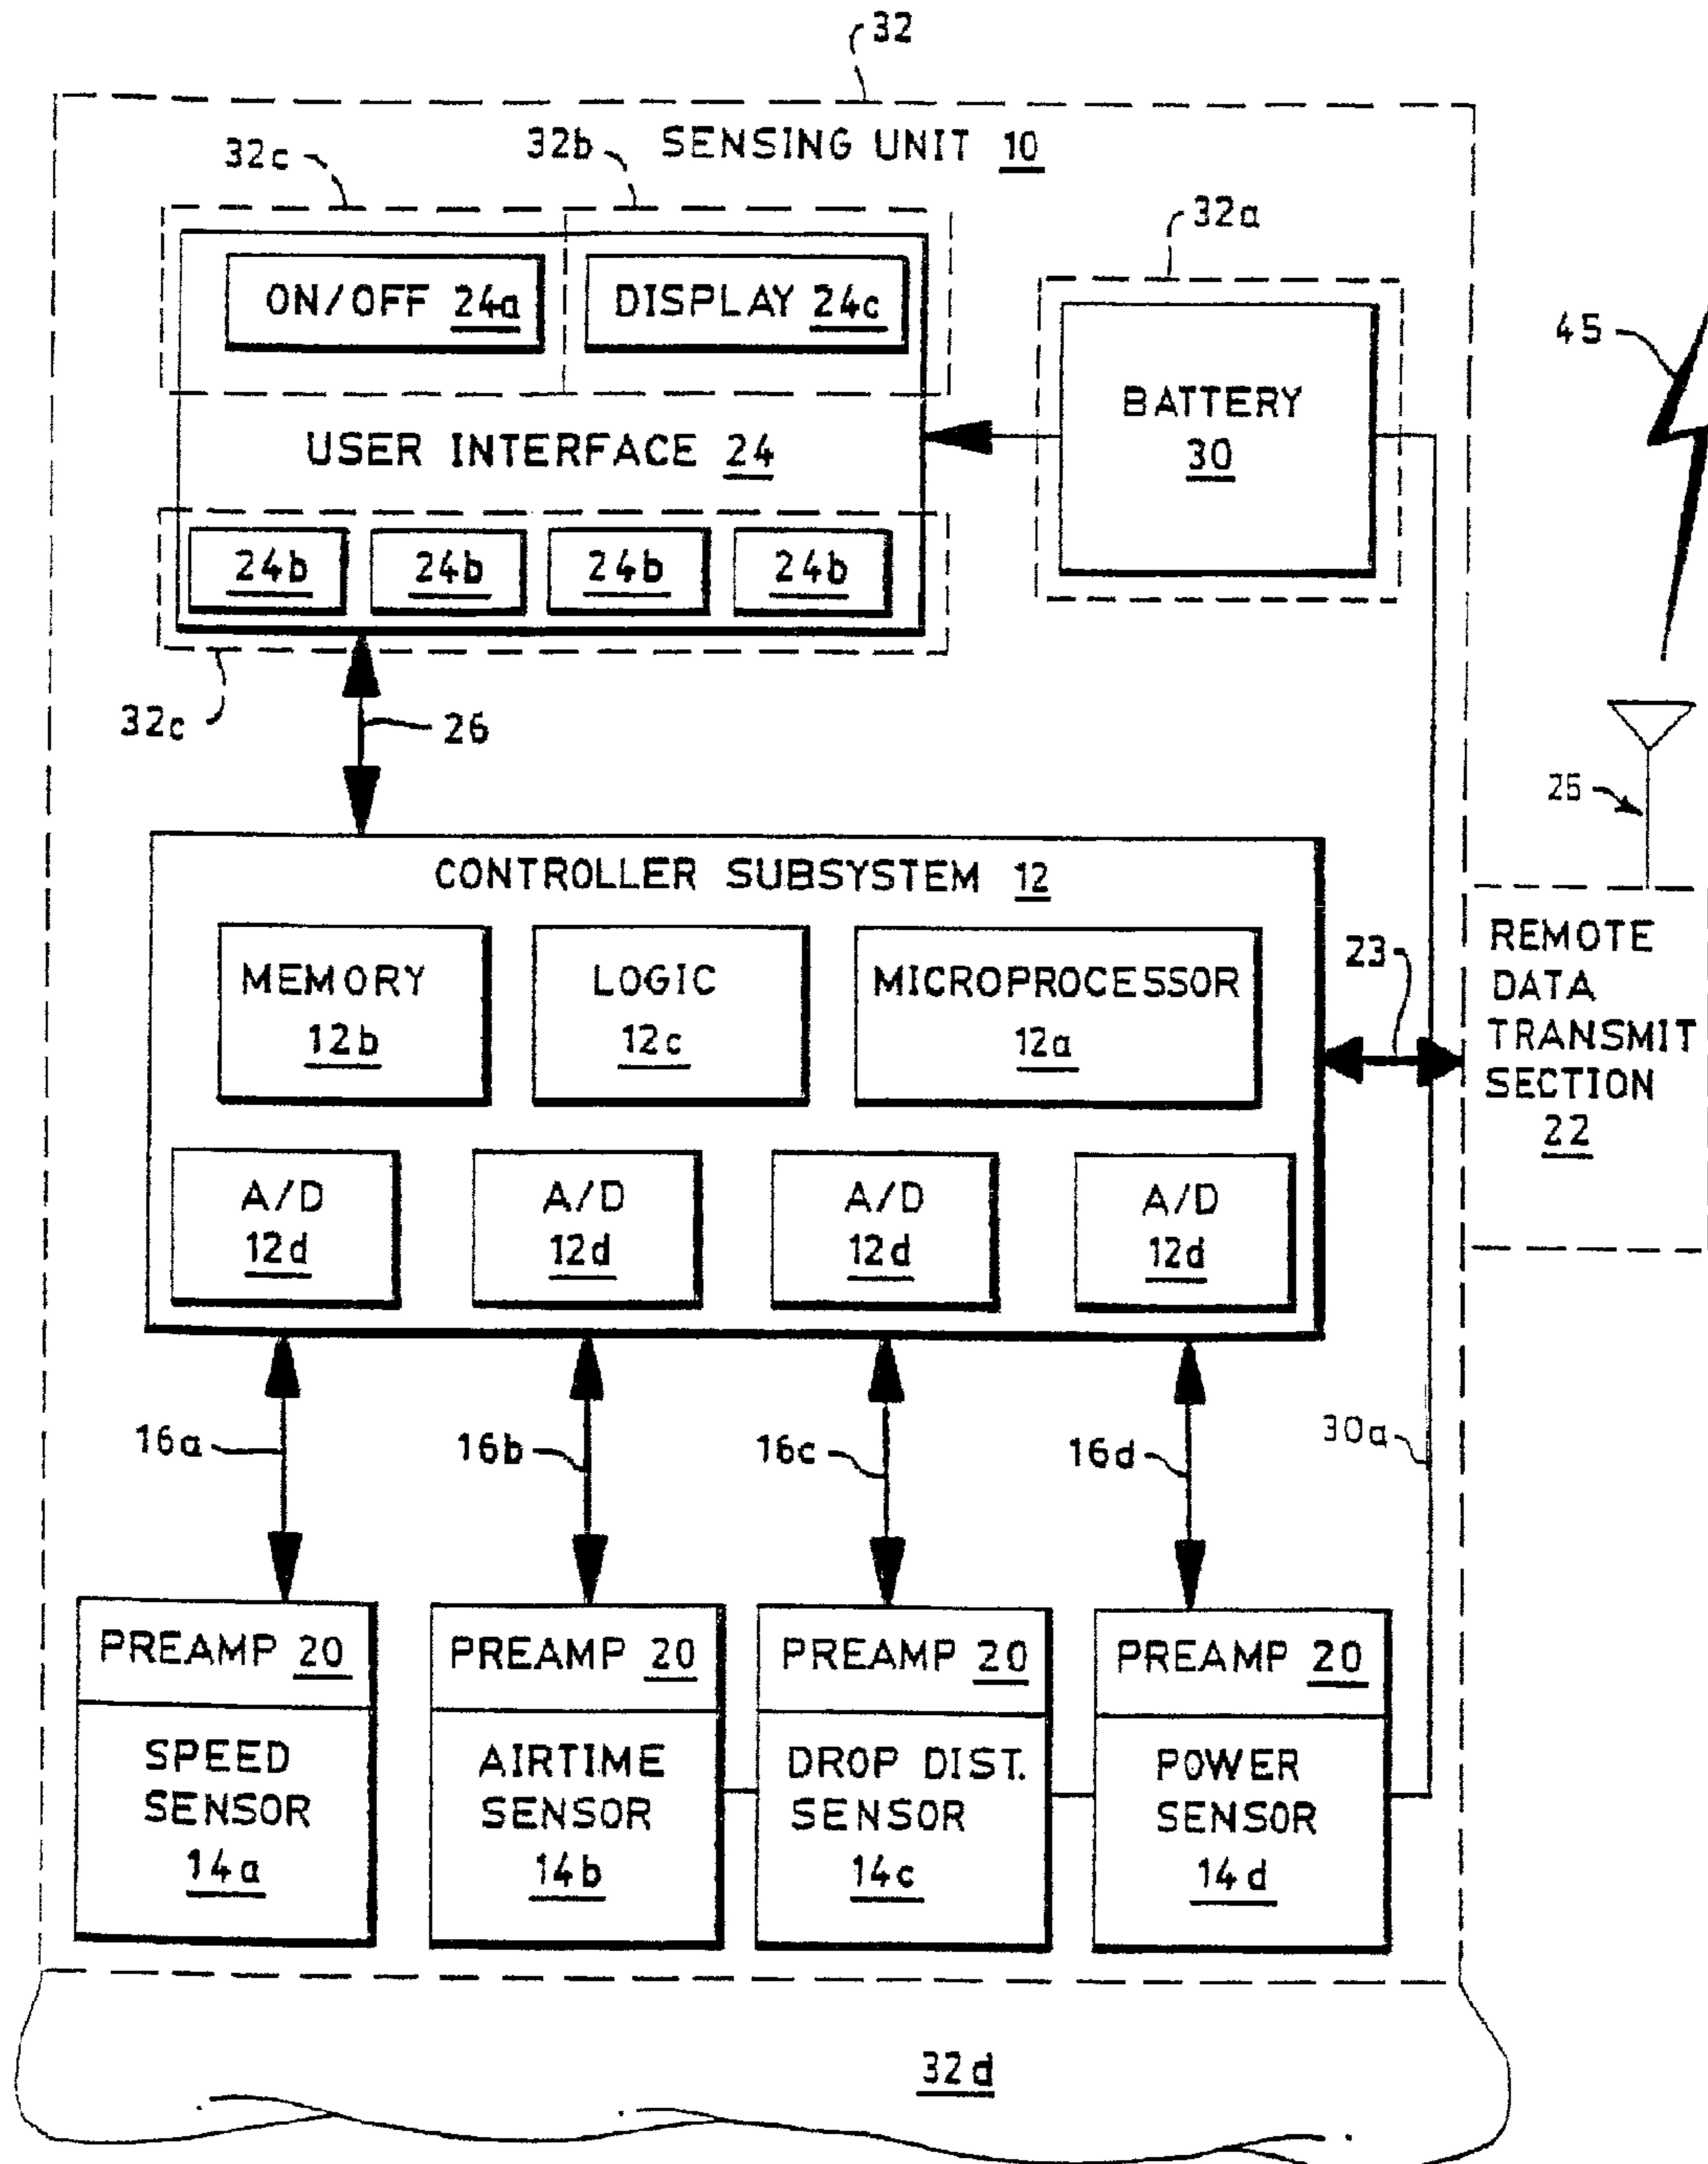 32
SENSING UNIT 10
32c
32b
32a
ON/OFF 24a
DISPLAY 24c
45
BATTERY
30
USER INTERFACE 24
24b
24b
24b
24b
32c
26
25
CONTROLLER SUBSYSTEM 12
MEMORY
12b
LOGIC
12c
MICROPROCESSOR
12a
23
REMOTE
DATA
TRANSMIT
SECTION
22
A/D
12d
A/D
12d
A/D
12d
A/D
12d
16a
16b
16c
16d
30a
PREAMP 20
SPEED
SENSOR
14a
PREAMP 20
AIRTIME
SENSOR
14b
PREAMP 20
DROP DIST.
SENSOR
14c
PREAMP 20
POWER
SENSOR
14d
32d